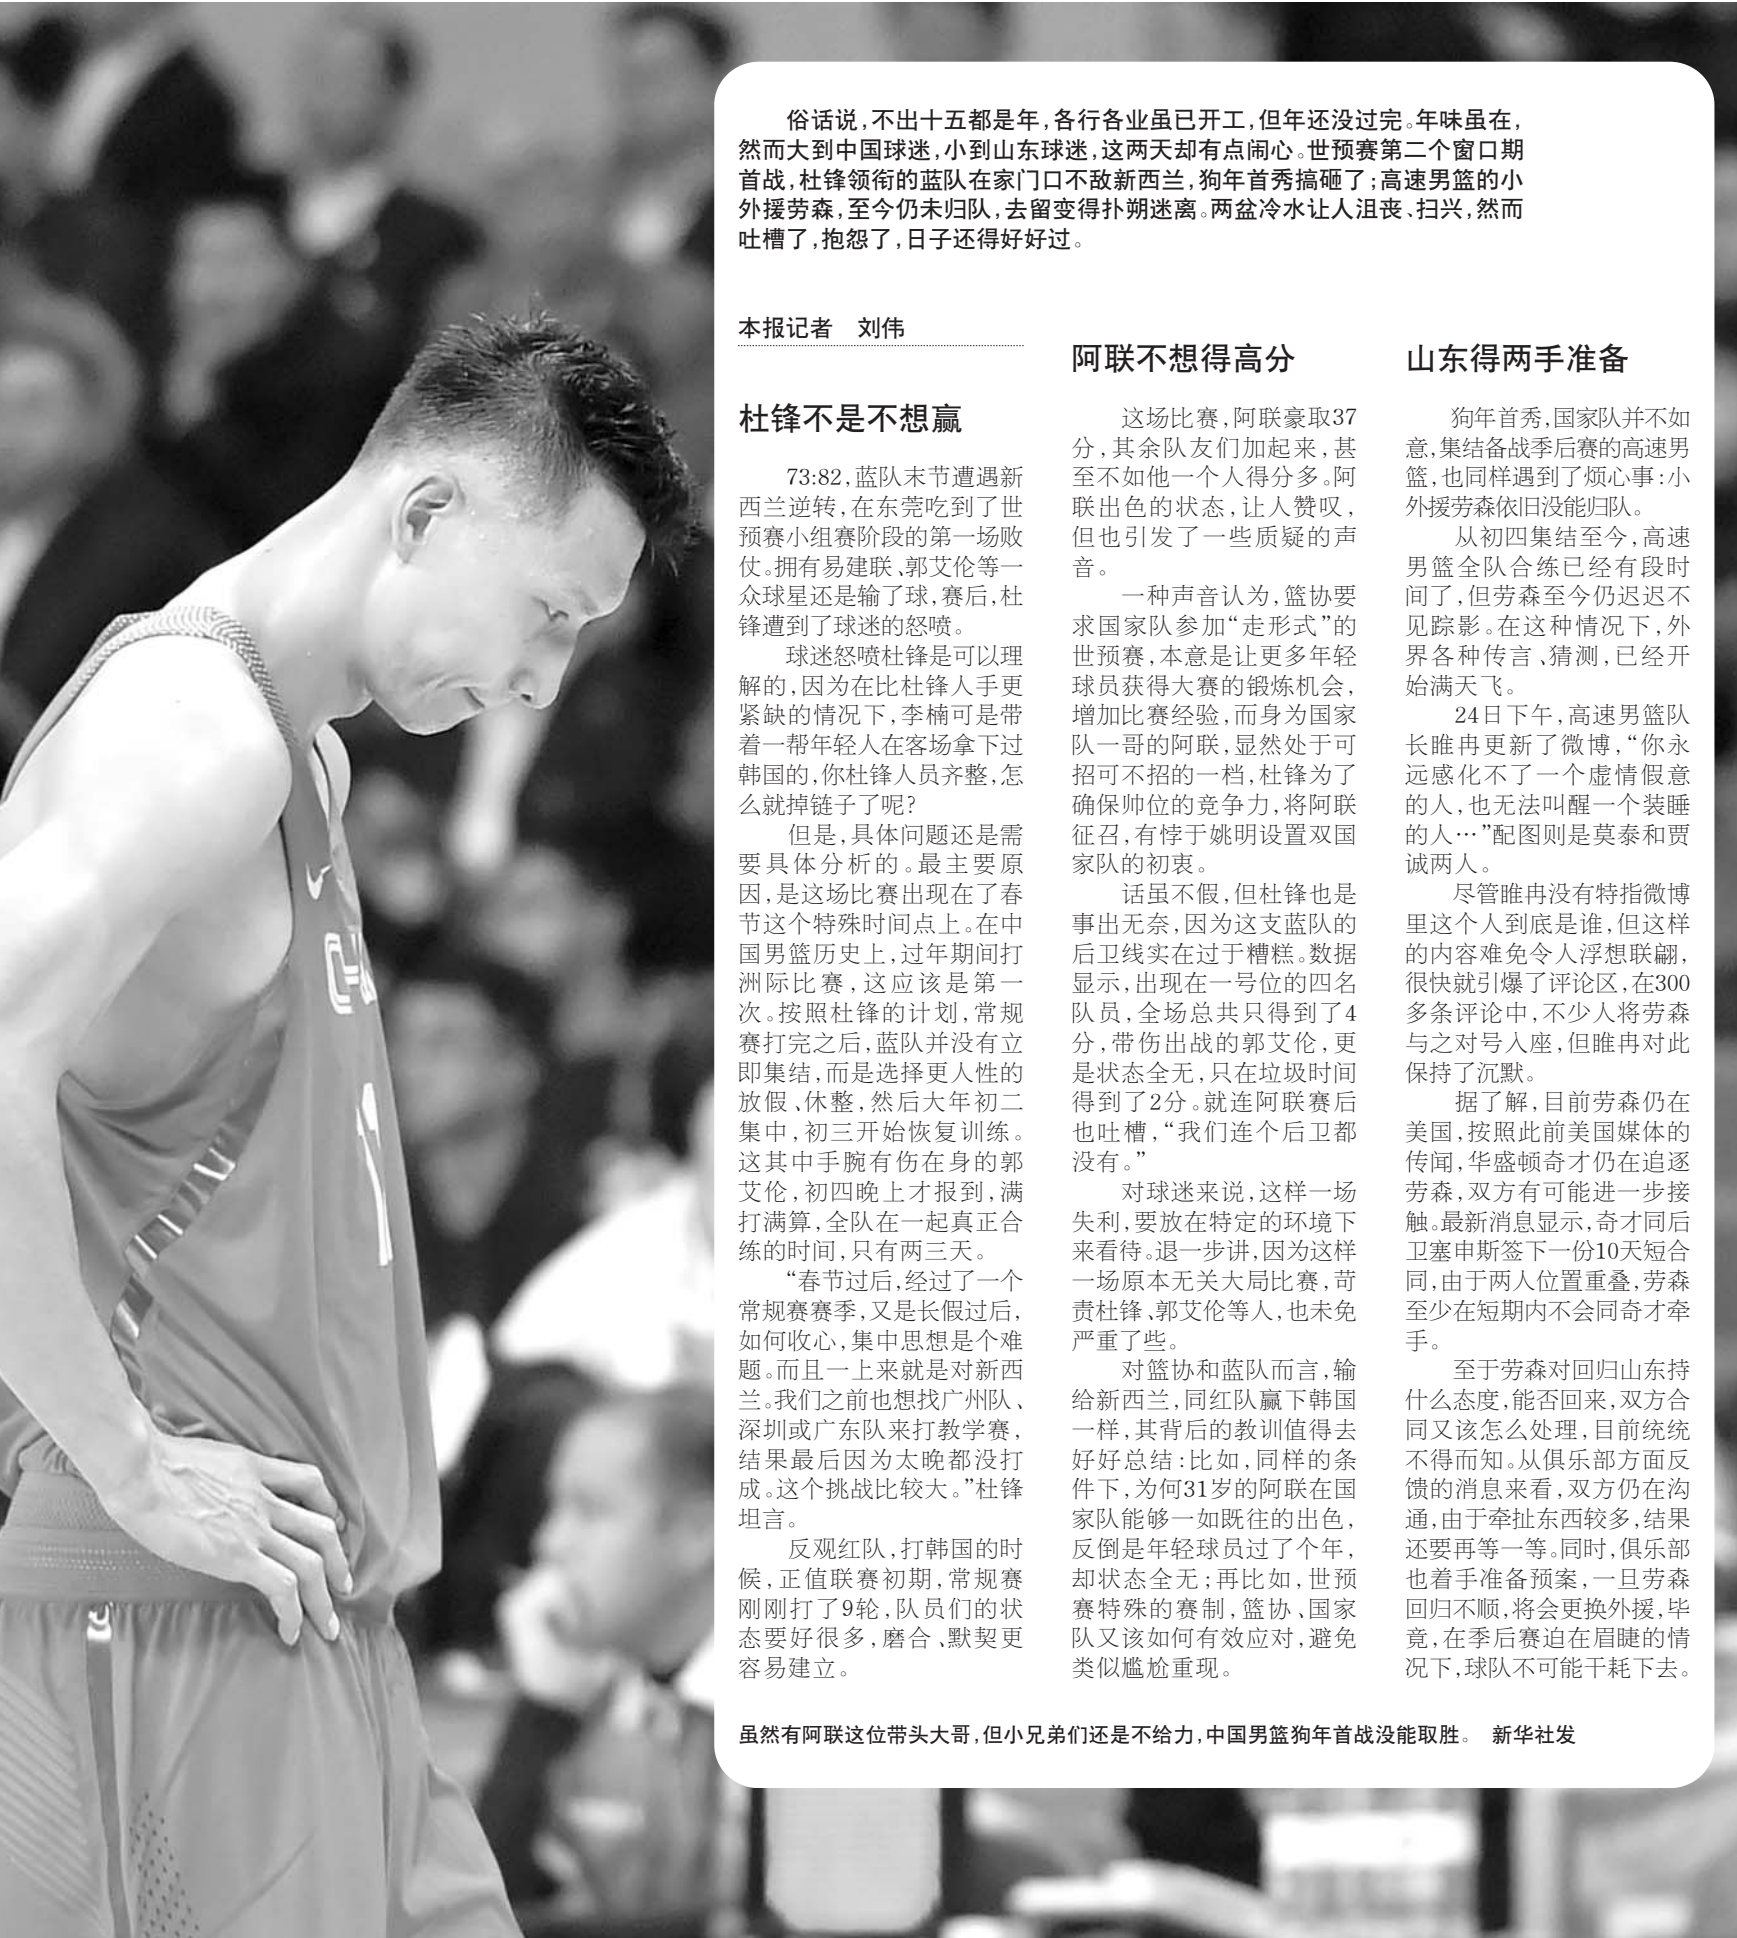 俗话说，不出十五都是年，各行各业虽已开工，但年还没过完。年味虽在，
然而大到中国球迷，小到山东球迷，这两天却有点闹心。世预赛第二个窗口期
首战，杜锋领衔的蓝队在家门口不敌新西兰，狗年首秀搞砸了；高速男篮的小
外援劳森，至今仍未归队，去留变得扑朔迷离。两盆冷水让人沮丧、扫兴，然而
吐槽了，抱怨了，日子还得好好过。
本报记者　刘伟
杜锋不是不想赢
73:82，蓝队末节遭遇新
西兰逆转，在东莞吃到了世
预赛小组赛阶段的第一场败
仗。拥有易建联、郭艾伦等一
众球星还是输了球，赛后，杜
锋遭到了球迷的怒喷。
球迷怒喷杜锋是可以理
解的，因为在比杜锋人手更
紧缺的情况下，李楠可是带
着一帮年轻人在客场拿下过
韩国的，你杜锋人员齐整，怎
么就掉链子了呢？
但是，具体问题还是需
要具体分析的。最主要原
因，是这场比赛出现在了春
节这个特殊时间点上。在中
国男篮历史上，过年期间打
洲际比赛，这应该是第一
次。按照杜锋的计划，常规
赛打完之后，蓝队并没有立
即集结，而是选择更人性的
放假、休整，然后大年初二
集中，初三开始恢复训练。
这其中手腕有伤在身的郭
艾伦，初四晚上才报到，满
打满算，全队在一起真正合
练的时间，只有两三天。
“春节过后，经过了一个
常规赛赛季，又是长假过后，
如何收心，集中思想是个难
题。而且一上来就是对新西
兰。我们之前也想找广州队、
深圳或广东队来打教学赛，
结果最后因为太晚都没打
成。这个挑战比较大。”杜锋
坦言。
反观红队，打韩国的时
候，正值联赛初期，常规赛
刚刚打了9轮，队员们的状
态要好很多，磨合、默契更
容易建立。
阿联不想得高分
这场比赛，阿联豪取37
分，其余队友们加起来，甚
至不如他一个人得分多。阿
联出色的状态，让人赞叹，
但也引发了一些质疑的声
音。
一种声音认为，篮协要
求国家队参加“走形式”的
世预赛，本意是让更多年轻
球员获得大赛的锻炼机会，
增加比赛经验，而身为国家
队一哥的阿联，显然处于可
招可不招的一档，杜锋为了
确保帅位的竞争力，将阿联
征召，有悖于姚明设置双国
家队的初衷。
话虽不假，但杜锋也是
事出无奈，因为这支蓝队的
后卫线实在过于糟糕。数据
显示，出现在一号位的四名
队员，全场总共只得到了4
分，带伤出战的郭艾伦，更
是状态全无，只在垃圾时间
得到了2分。就连阿联赛后
也吐槽，“我们连个后卫都
没有。”
对球迷来说，这样一场
失利，要放在特定的环境下
来看待。退一步讲，因为这样
一场原本无关大局比赛，苛
责杜锋、郭艾伦等人，也未免
严重了些。
对篮协和蓝队而言，输
给新西兰，同红队赢下韩国
一样，其背后的教训值得去
好好总结：比如，同样的条
件下，为何31岁的阿联在国
家队能够一如既往的出色，
反倒是年轻球员过了个年，
却状态全无；再比如，世预
赛特殊的赛制，篮协、国家
队又该如何有效应对，避免
类似尴尬重现。
山东得两手准备
狗年首秀，国家队并不如
意，集结备战季后赛的高速男
篮，也同样遇到了烦心事：小
外援劳森依旧没能归队。
从初四集结至今，高速
男篮全队合练已经有段时
间了，但劳森至今仍迟迟不
见踪影。在这种情况下，外
界各种传言、猜测，已经开
始满天飞。
24日下午，高速男篮队
长睢冉更新了微博，“你永
远感化不了一个虚情假意
的人，也无法叫醒一个装睡
的人…”配图则是莫泰和贾
诚两人。
尽管睢冉没有特指微博
里这个人到底是谁，但这样
的内容难免令人浮想联翩，
很快就引爆了评论区，在300
多条评论中，不少人将劳森
与之对号入座，但睢冉对此
保持了沉默。
据了解，目前劳森仍在
美国，按照此前美国媒体的
传闻，华盛顿奇才仍在追逐
劳森，双方有可能进一步接
触。最新消息显示，奇才同后
卫塞申斯签下一份10天短合
同，由于两人位置重叠，劳森
至少在短期内不会同奇才牵
手。
至于劳森对回归山东持
什么态度，能否回来，双方合
同又该怎么处理，目前统统
不得而知。从俱乐部方面反
馈的消息来看，双方仍在沟
通，由于牵扯东西较多，结果
还要再等一等。同时，俱乐部
也着手准备预案，一旦劳森
回归不顺，将会更换外援，毕
竟，在季后赛迫在眉睫的情
况下，球队不可能干耗下去。
虽然有阿联这位带头大哥，但小兄弟们还是不给力，中国男篮狗年首战没能取胜。　新华社发